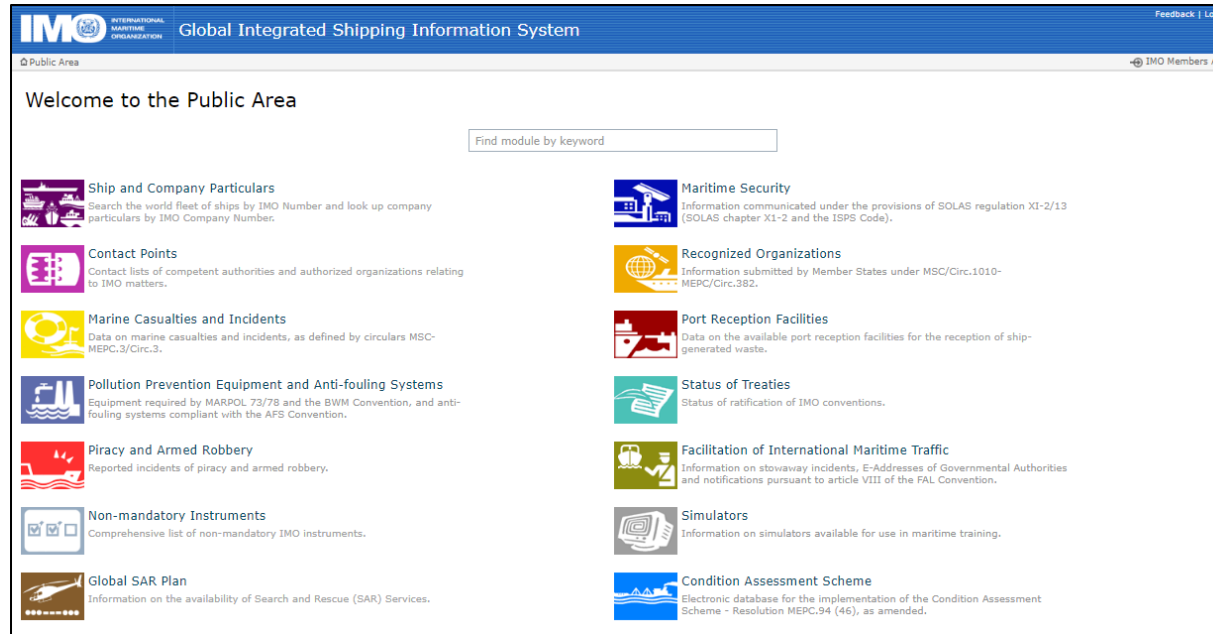 IMO
INTERNATIONAL
MARITIME
ORGANIZATION
Global Integrated Shipping Information System
Feedback |
Public Area
IMO Members
Welcome to the Public Area
Find module by keyword
Ship and Company Particulars
Search the world fleet of ships by IMO Number and look up company
particulars by IMO Company Number.
Maritime Security
Information communicated under the provisions of SOLAS regulation XI-2/13
(SOLAS chapter X1-2 and the ISPS Code).
Contact Points
Contact lists of competent authorities and authorized organizations relating
to IMO matters.
Recognized Organizations
Information submitted by Member States under MSC/Circ.1010-
MEPC/Circ.382.
Marine Casualties and Incidents
Data on marine casualties and incidents, as defined by circulars MSC-
MEPC.3/Circ.3.
Port Reception Facilities
Data on the available port reception facilities for the reception of ship-
generated waste.
Pollution Prevention Equipment and Anti-fouling Systems
Equipment required by MARPOL 73/78 and the BWM Convention, and anti-
fouling systems compliant with the AFS Convention.
Status of Treaties
Status of ratification of IMO conventions.
Piracy and Armed Robbery
Reported incidents of piracy and armed robbery.
Facilitation of International Maritime Traffic
Information on stowaway incidents, E-Addresses of Governmental Authorities
and notifications pursuant to article VIII of the FAL Convention.
Non-mandatory Instruments
Comprehensive list of non-mandatory IMO instruments.
Simulators
Information on simulators available for use in maritime training.
Global SAR Plan
Information on the availability of Search and Rescue (SAR) Services.
Condition Assessment Scheme
Electronic database for the implementation of the Condition Assessment
Scheme - Resolution MEPC.94 (46), as amended.